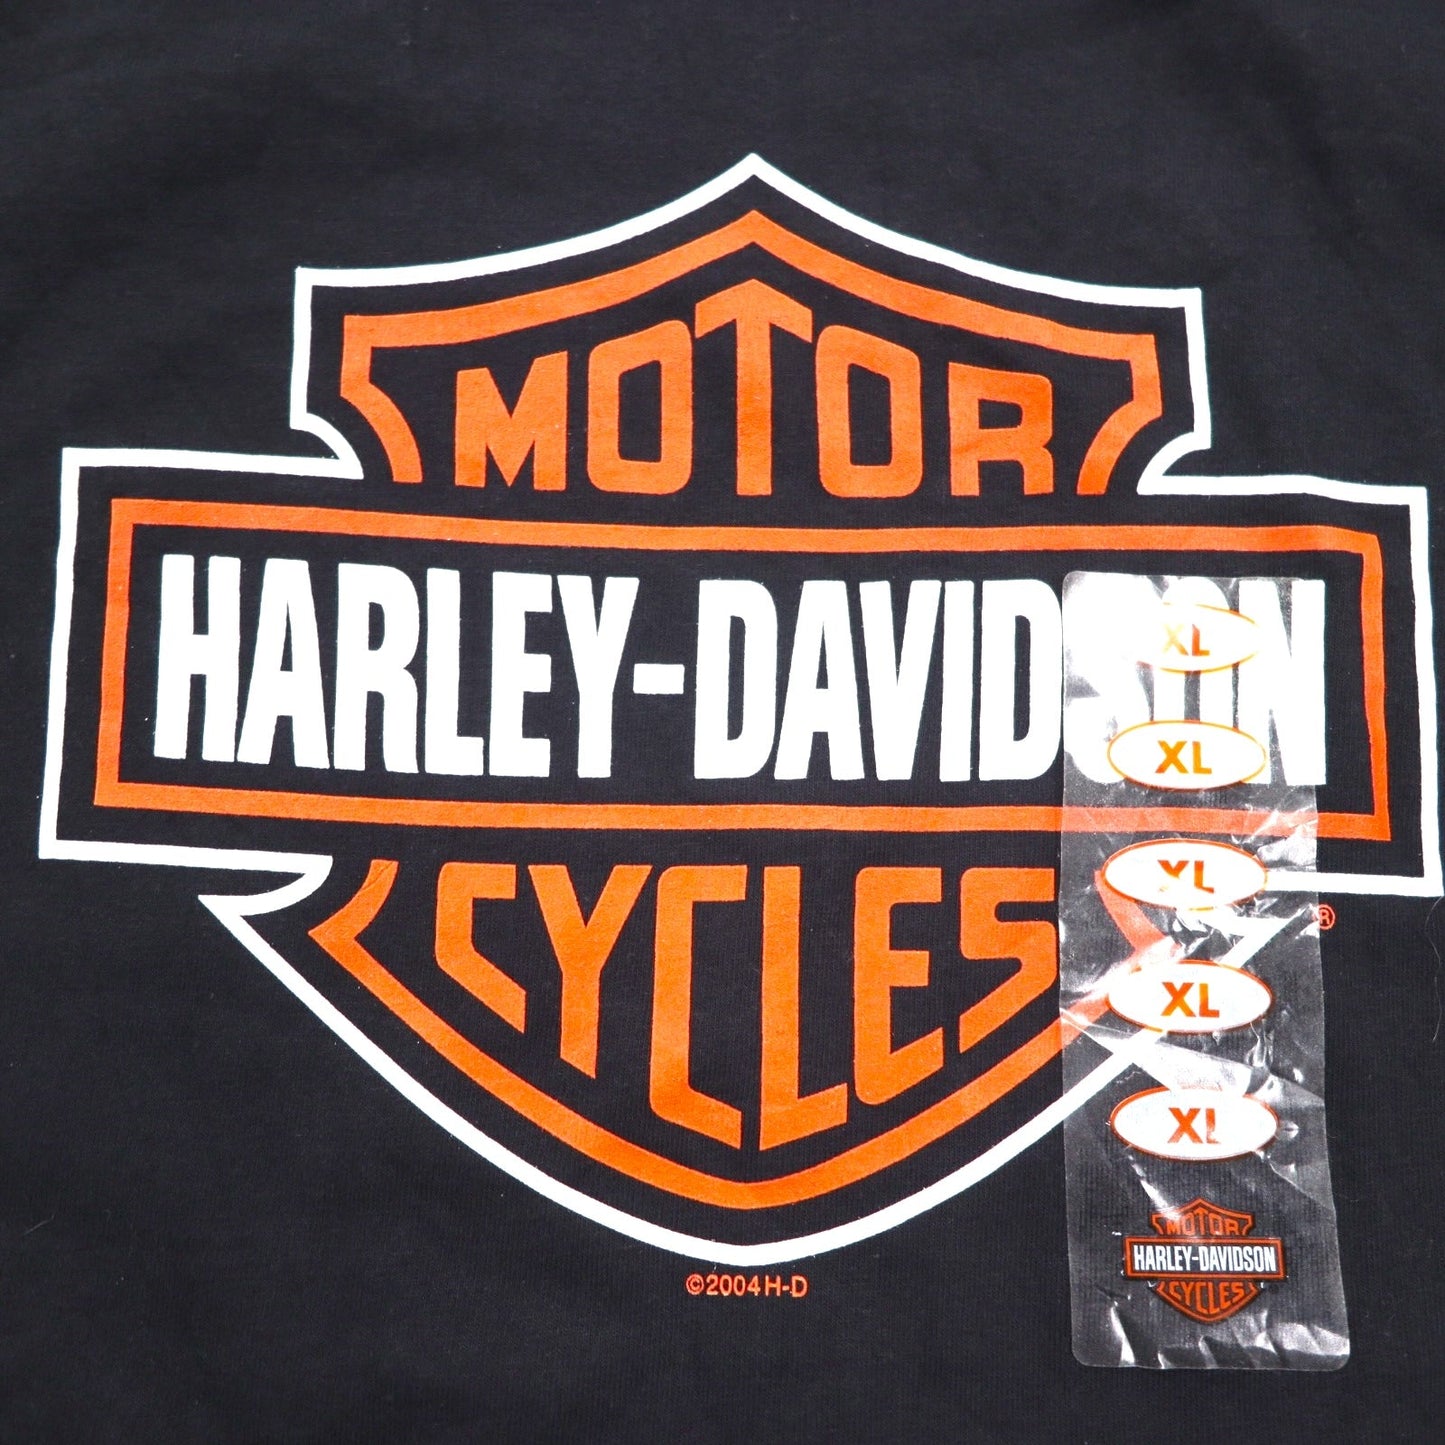 MOTOR
HARLEY-DAVIDSON
CYCLES
®
©2004 H-D
XL
XL
XL
XL
XL
MOTOR
HARLEY-DAVIDSON
CYCLES